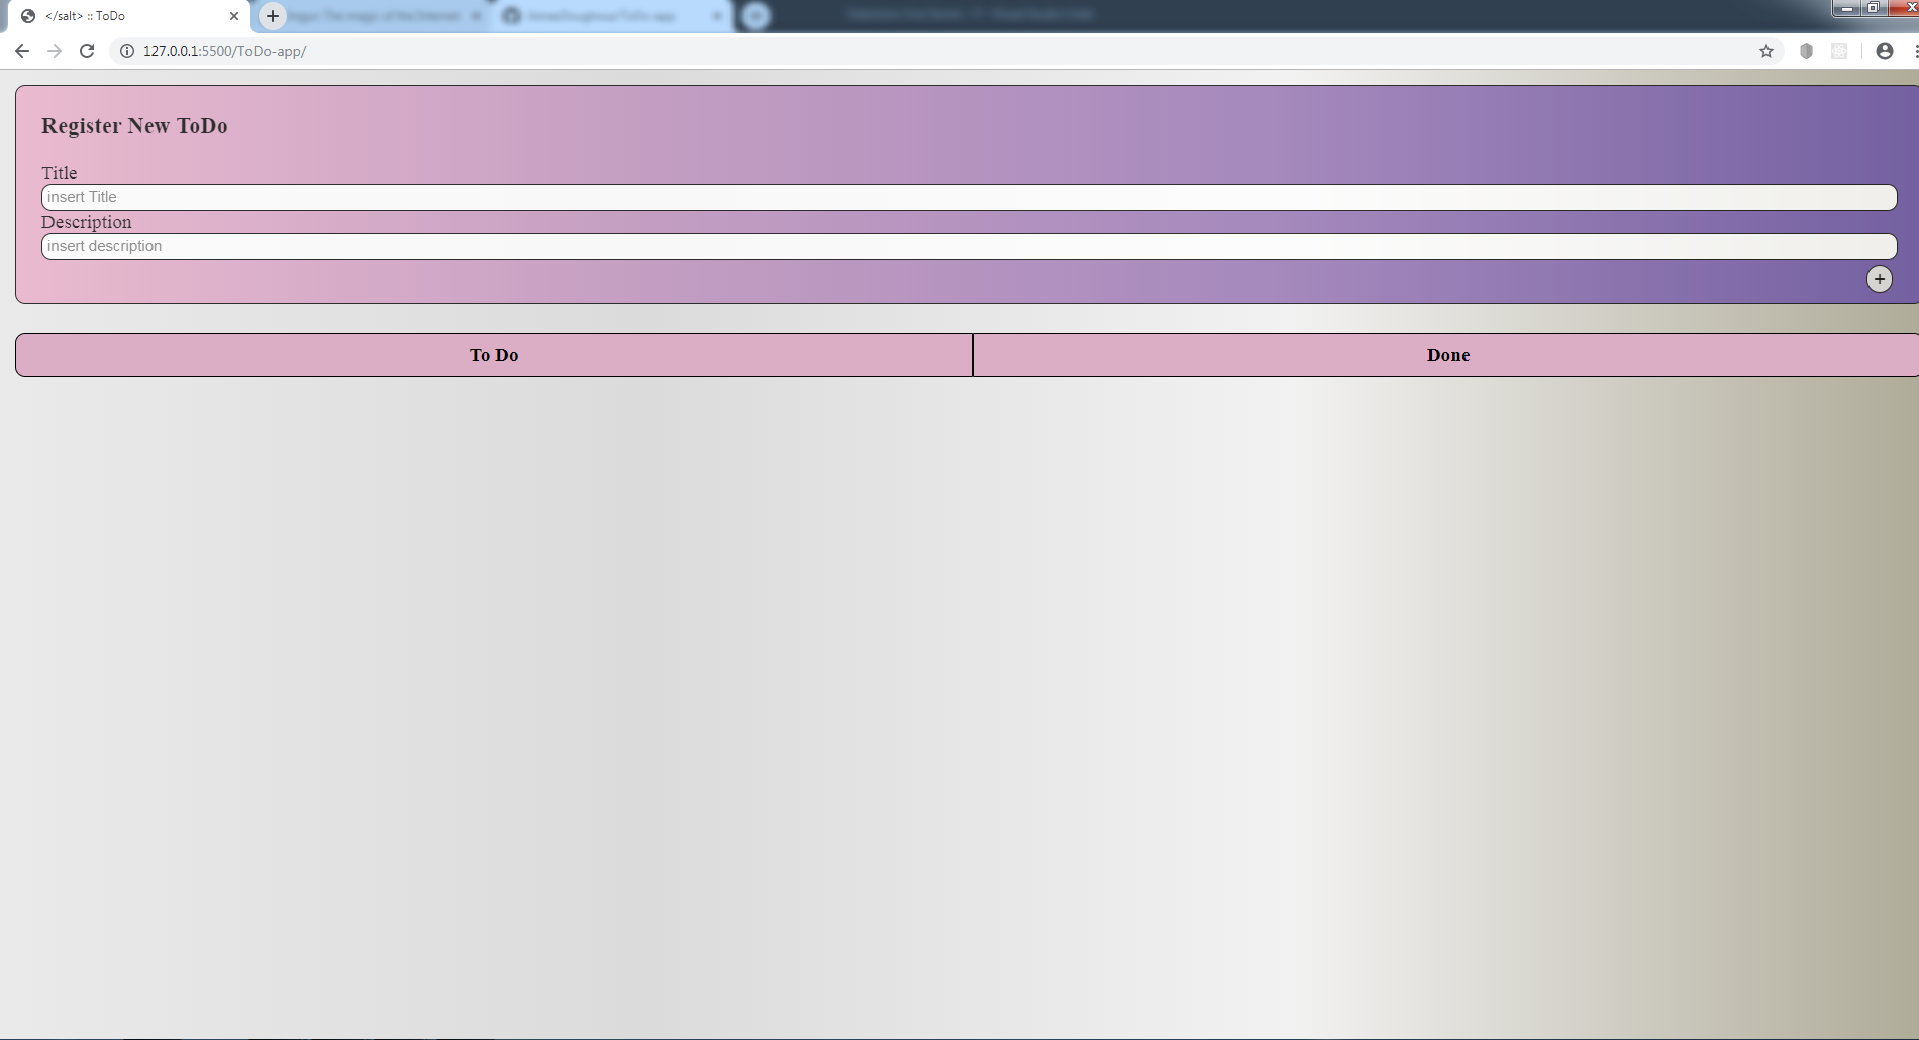 </salt> :: ToDo
127.0.0.1:5500/ToDo-app/
Register New ToDo
Title
insert Title
Description
insert description
+
To Do
Done